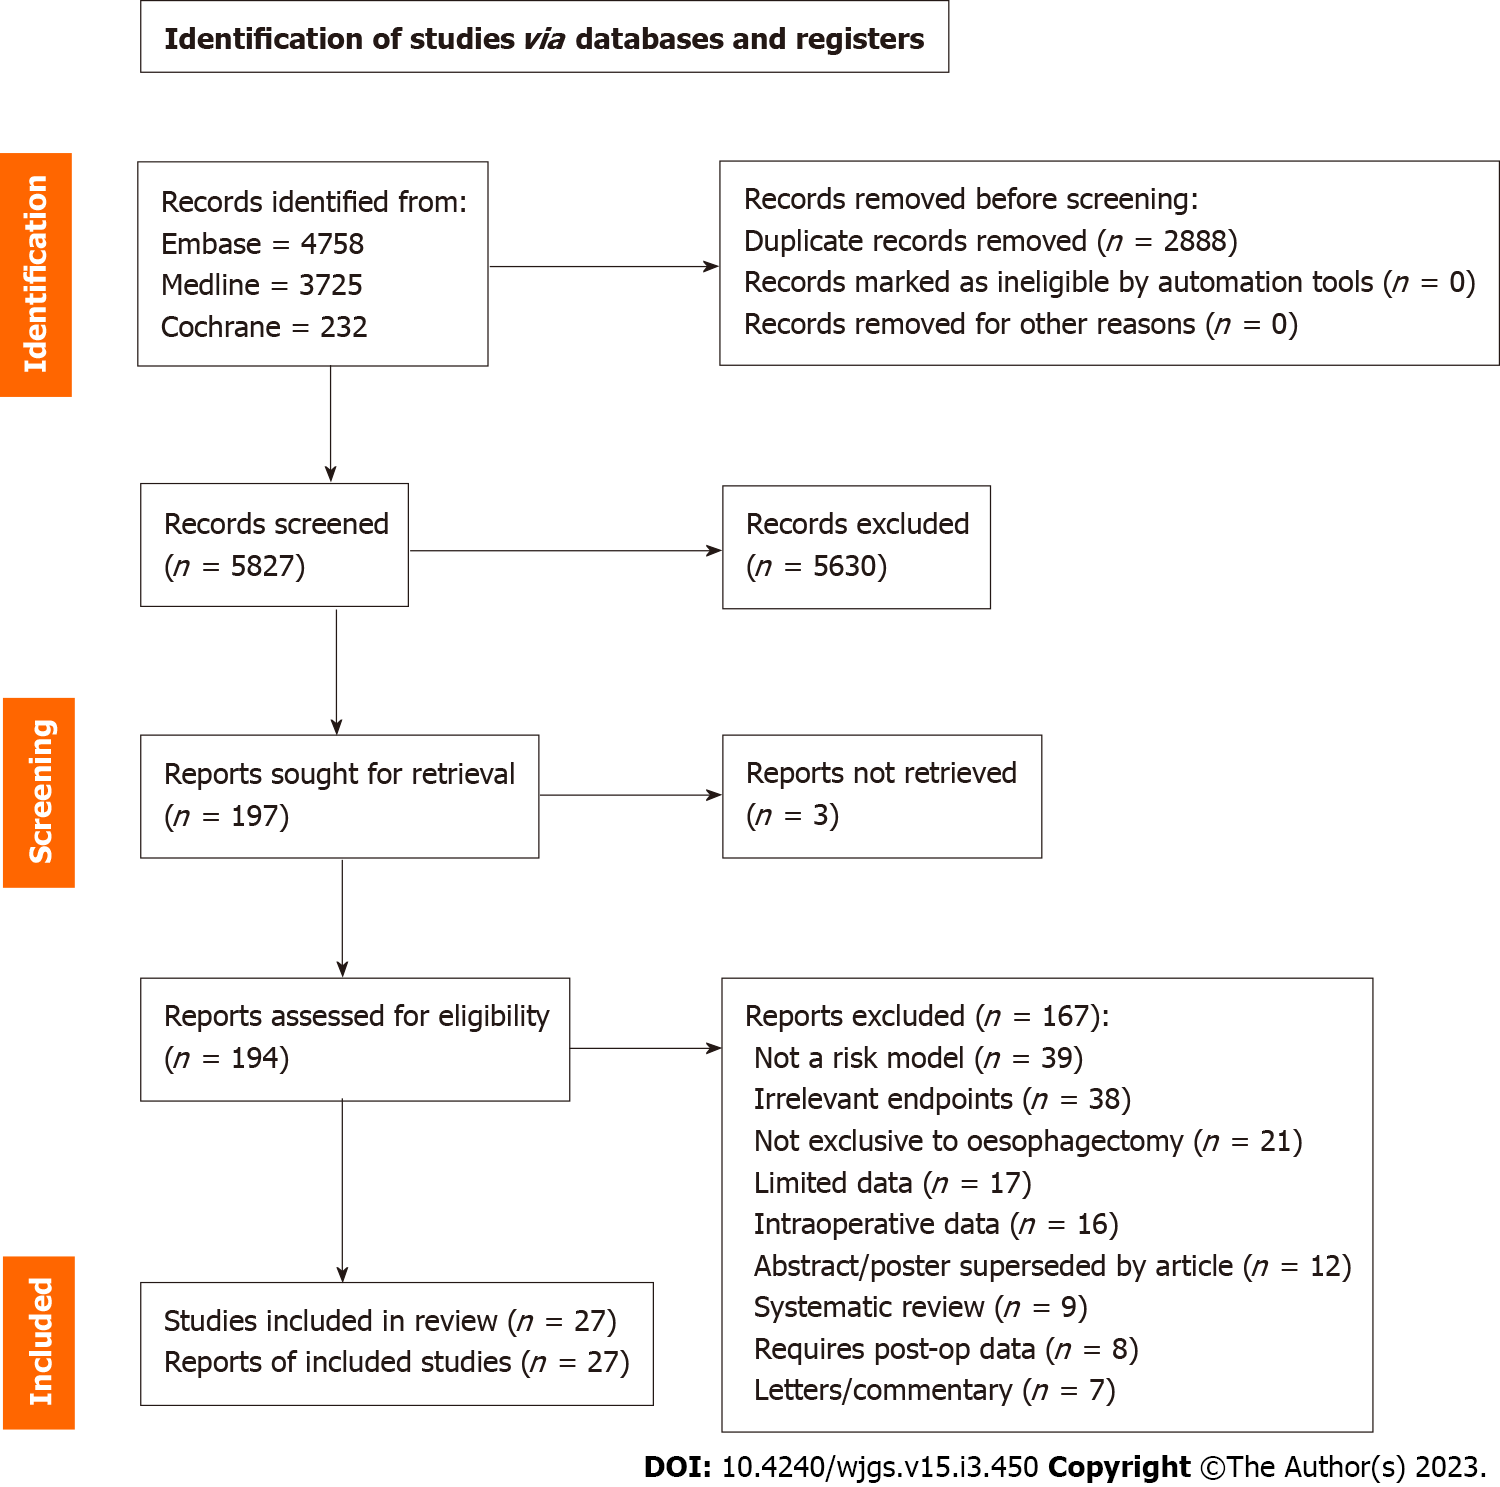 Identification of studies via databases and registers
Identification
Records identified from:
Embase = 4758
Medline = 3725
Cochrane = 232
Records removed before screening:
Duplicate records removed (n = 2888)
Records marked as ineligible by automation tools (n = 0)
Records removed for other reasons (n = 0)
Records screened
(n = 5827)
Records excluded
(n = 5630)
Screening
Reports sought for retrieval
(n = 197)
Reports not retrieved
(n = 3)
Reports assessed for eligibility
(n = 194)
Reports excluded (n = 167):
Not a risk model (n = 39)
Irrelevant endpoints (n = 38)
Not exclusive to oesophagectomy (n = 21)
Limited data (n = 17)
Intraoperative data (n = 16)
Abstract/poster superseded by article (n = 12)
Systematic review (n = 9)
Requires post-op data (n = 8)
Letters/commentary (n = 7)
Included
Studies included in review (n = 27)
Reports of included studies (n = 27)
DOI: 10.4240/wjgs.v15.i3.450 Copyright ©The Author(s) 2023.